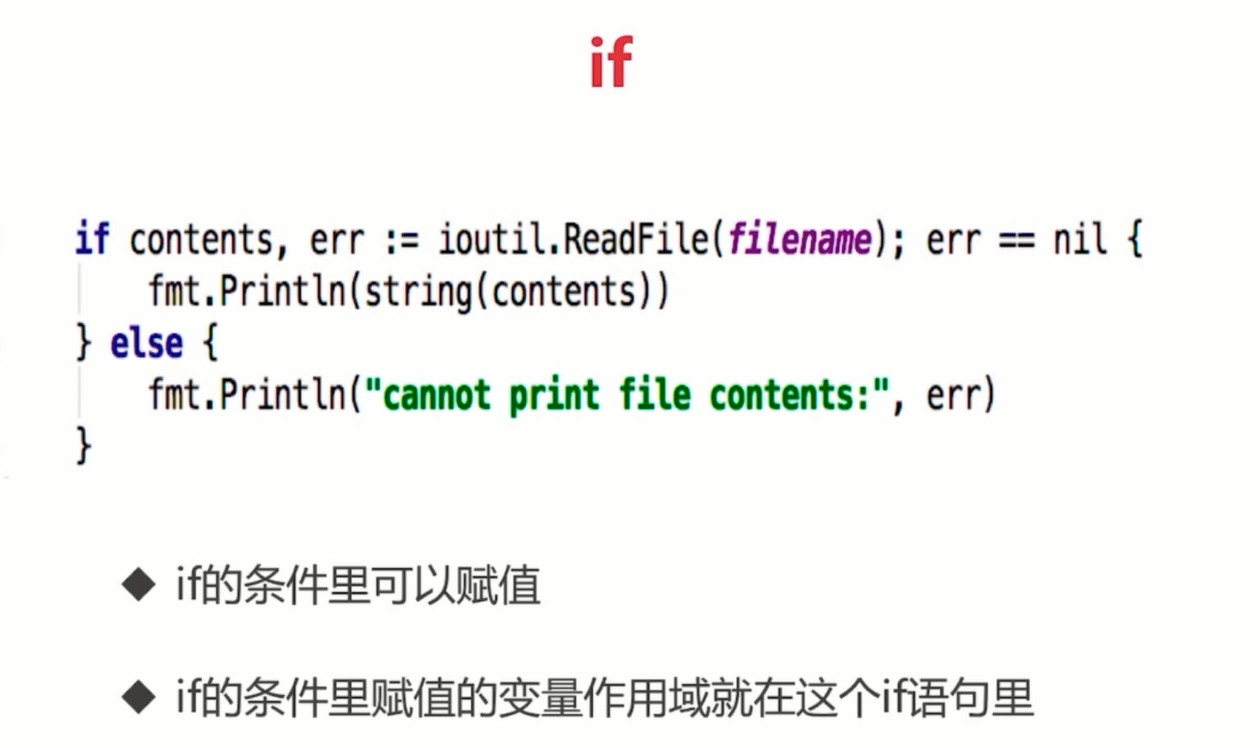 if
if contents, err := ioutil.ReadFile(filename); err == nil {
fmt.Println(string(contents))
} else {
fmt.Println("cannot print file contents:", err)
}
◆ if的条件里可以赋值
◆ if的条件里赋值的变量作用域就在这个if语句里